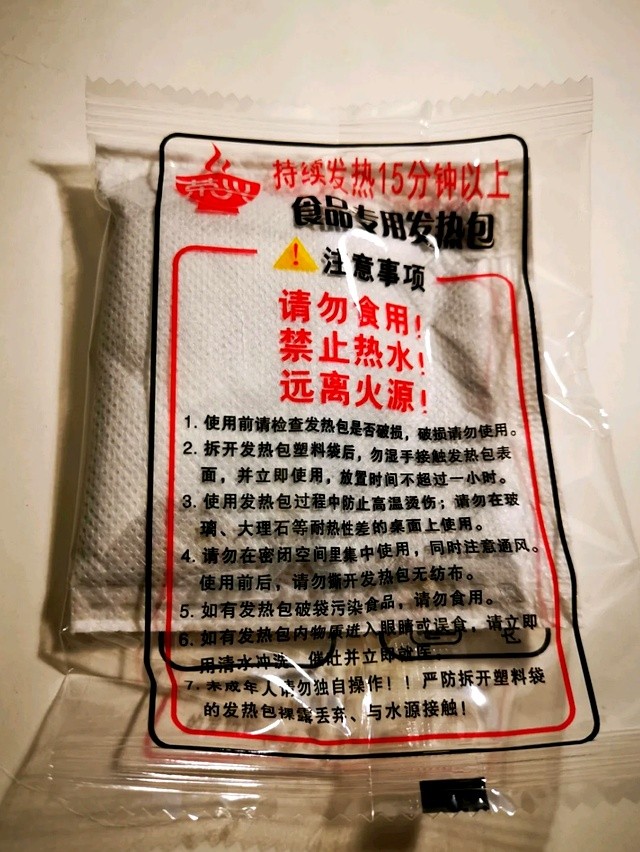 荣兴
持续发热15分钟以上
食品专用发热包
注意事项
请勿食用!
禁止热水!
远离火源!
1. 使用前请检查发热包是否破损，破损请勿使用。
2. 拆开发热包塑料袋后，勿湿手接触发热包表
面，并立即使用，放置时间不超过一小时。
3. 使用发热包过程中防止高温烫伤；请勿在玻
璃、大理石等耐热性差的桌面上使用。
4. 请勿在密闭空间里集中使用，同时注意通风。
使用前后，请勿撕开发热包无纺布。
5. 如有发热包破袋污染食品，请勿食用。
6. 如有发热包内物质进入眼睛或误食，请立即
用清水冲洗、催吐并立即就医。
7. 未成年人请勿独自操作！！严防拆开塑料袋
的发热包裸露丢弃、与水源接触！